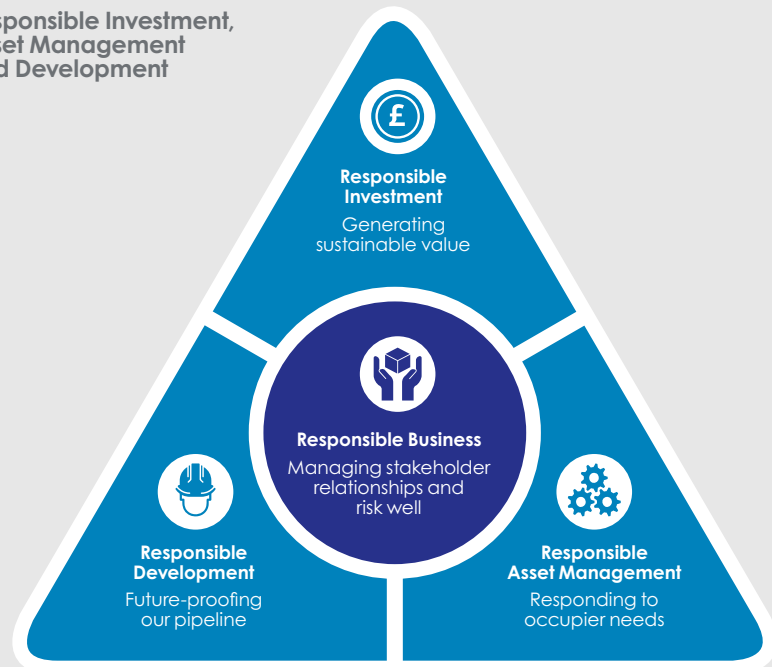 sponsible Investment,
set Management
d Development
£
Responsible
Investment
Generating
sustainable value
Responsible Business
Managing stakeholder
relationships and
risk well
Responsible
Development
Future-proofing
our pipeline
Responsible
Asset Management
Responding to
occupier needs